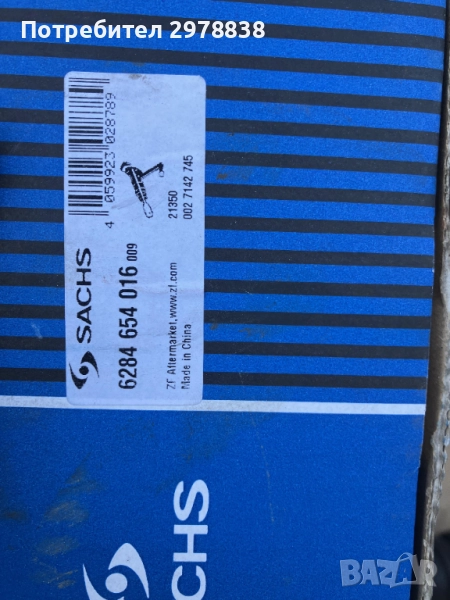 Потребител 2978838
SACHS
6284 654 016 009
ZF Aftermarket, www.zf.com
Made in China
21350
002 7142 745
4 059923 028789
SACHS
BAZAR